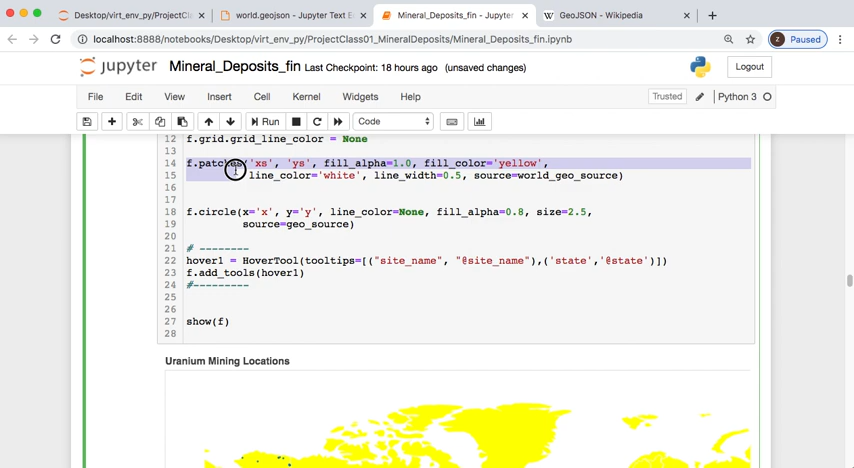 Desktop/virt_env_py/ProjectCla
world.geojson - Jupyter Text E
Mineral_Deposits_fin - Jupyter
GeoJSON - Wikipedia
localhost:8888/notebooks/Desktop/virt_env_py/ProjectClass01_MineralDeposits/Mineral_Deposits_fin.ipynb
Z Paused
jupyter Mineral_Deposits_fin Last Checkpoint: 18 hours ago (unsaved changes)
Logout
File Edit View Insert Cell Kernel Widgets Help
Trusted Python 3
Run Code
12 f.grid.grid_line_color = None
13
14 f.patches('xs', 'ys', fill_alpha=1.0, fill_color='yellow',
15 line_color='white', line_width=0.5, source=world_geo_source)
16
17
18 f.circle(x='x', y='y', line_color=None, fill_alpha=0.8, size=2.5,
19 source=geo_source)
20
21 # --------
22 hover1 = HoverTool(tooltips=[("site_name", "@site_name"),('state','@state')])
23 f.add_tools(hover1)
24 #---------
25
26
27 show(f)
28
Uranium Mining Locations